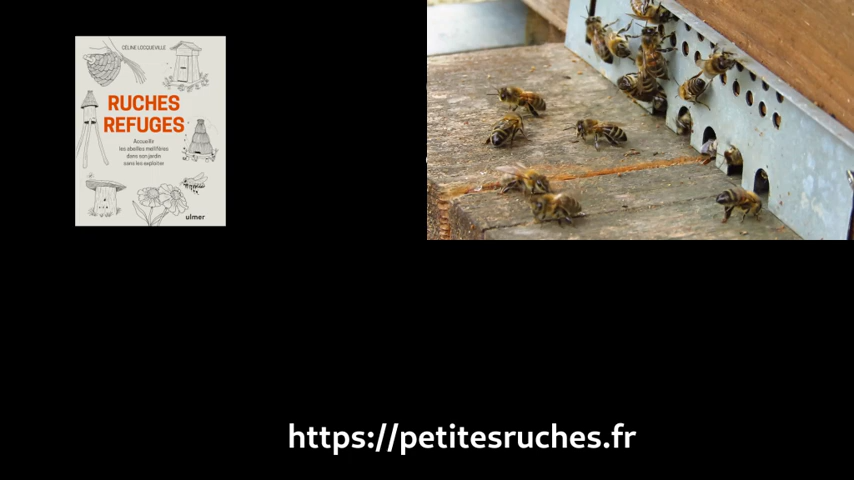 CÉLINE LOCQUEVILLE
RUCHES
REFUGES
Accueillir
les abeilles mellifères
dans son jardin
sans les exploiter
ulmer
https://petitesruches.fr